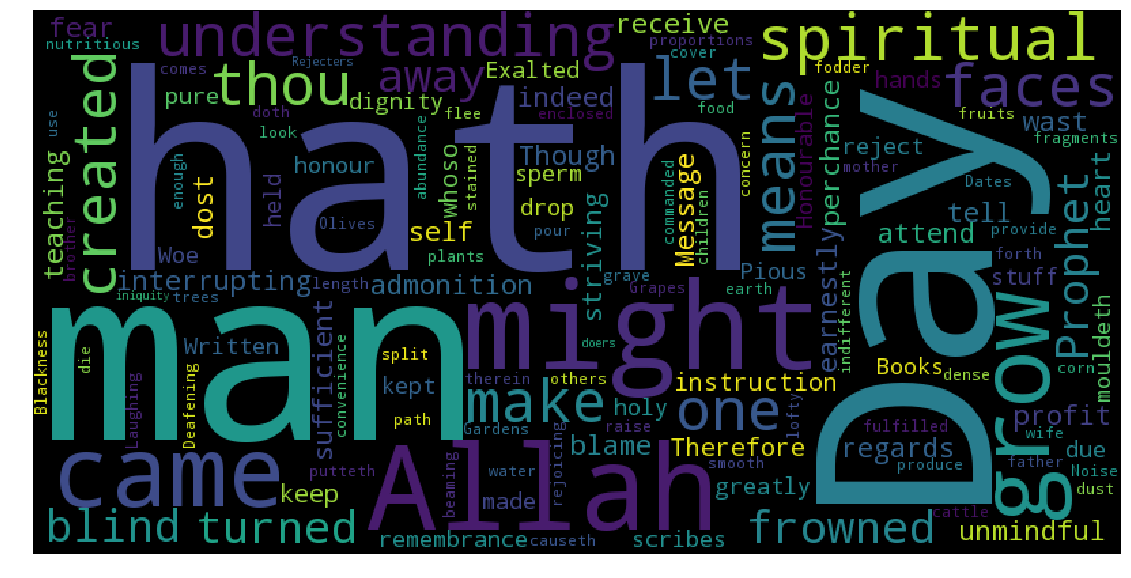 fear
nutritious
understanding
receive
proportions
cover
spiritual
comes
Rejecters
created
pure
thou
away
Exalted
dignity
indeed
let
food
fodder
hands
faces
fruits
wast
fragments
use
doth
look
flee
enclosed
hath
means
Honourable
perchance
reject
mother
Day
heart
teaching
brother
enough
dost
held
honour
Olives
abundance
whoso
stained
Though
sperm
drop
self
pour
plants
striving
commanded
children
Message
concern
Dates
tell
provide
attend
Prophet
forth
stuff
Woe
interrupting
length
admonition
grave
Pious
earth
Grapes
earnestly
indifferent
iniquity
trees
man
might
doers
grow
mouldeth
corn
Blackness
die
Laughing
Deafening
Written
sufficient
convenience
split
kept
path
therein
others
make
instruction
Books
dense
holy
one
lofty
Gardens
raise
Therefore
fulfilled
profit
wife
came
putteth
Allah
beaming
water
rejoicing
blame
smooth
regards
produce
father
due
Noise
keep
made
greatly
dust
blind
turned
remembrance
causeth
scribes
frowned
cattle
unmindful